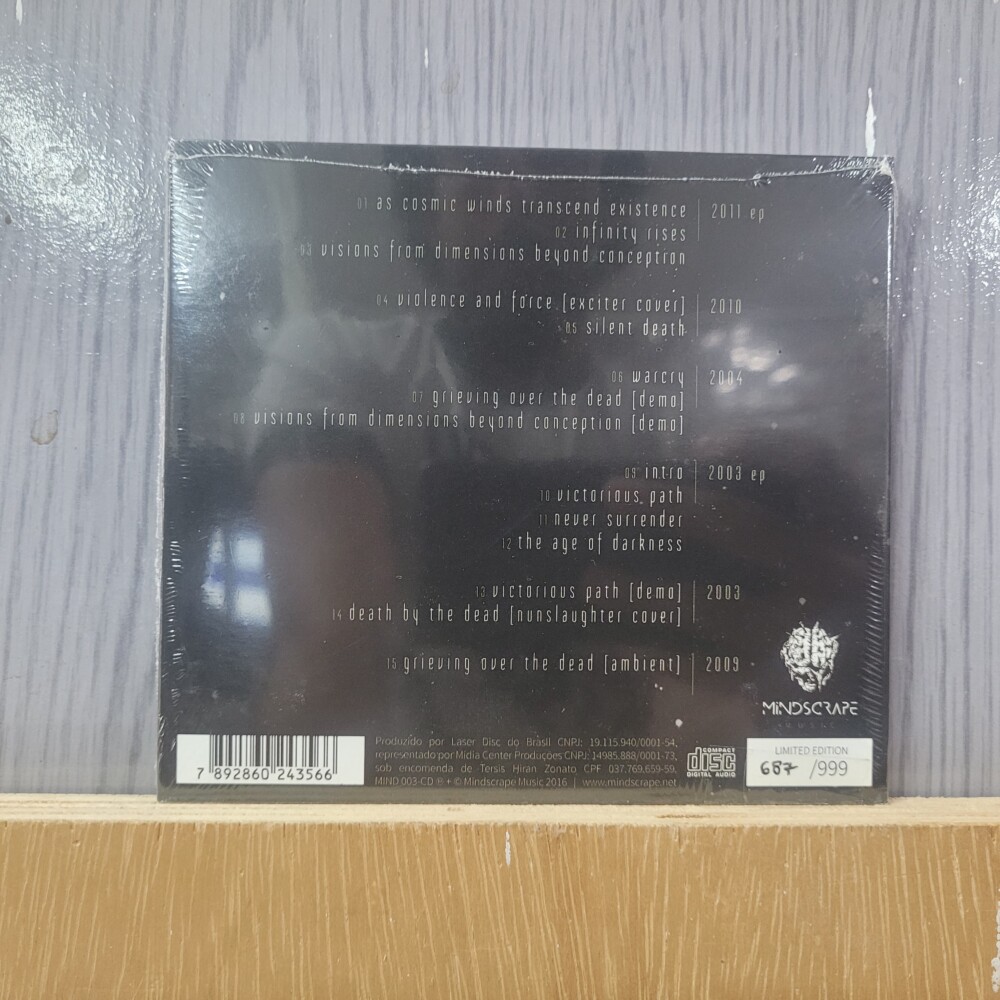 01 as cosmic winds transcend existence 2011 ep
02 infinity rises
03 visions from dimensions beyond conception
04 violence and force [exciter cover] 2010
05 silent death
06 warcry 2004
07 grieving over the dead [demo]
08 visions from dimensions beyond conception [demo]
09 intro 2003 ep
10 victorious path
11 never surrender
12 the age of darkness
13 victorious path [demo] 2003
14 death by the dead [nunslaughter cover]
15 grieving over the dead [ambient] 2009
MINDSCRAPE
7 892860 243566
Produzido por Laser Disc do Brasil CNPJ: 19.115.940/0001-54,
representado por Mídia Center Produções CNPJ: 14985.888/0001-73,
sob encomenda de Tersis Hiran Zonato CPF 037.769.659-59.
MIND 003-CD ℗ + © Mindscrape Music 2016 | www.mindscrape.net
COMPACT
disc
DIGITAL AUDIO
LIMITED EDITION
687 /999